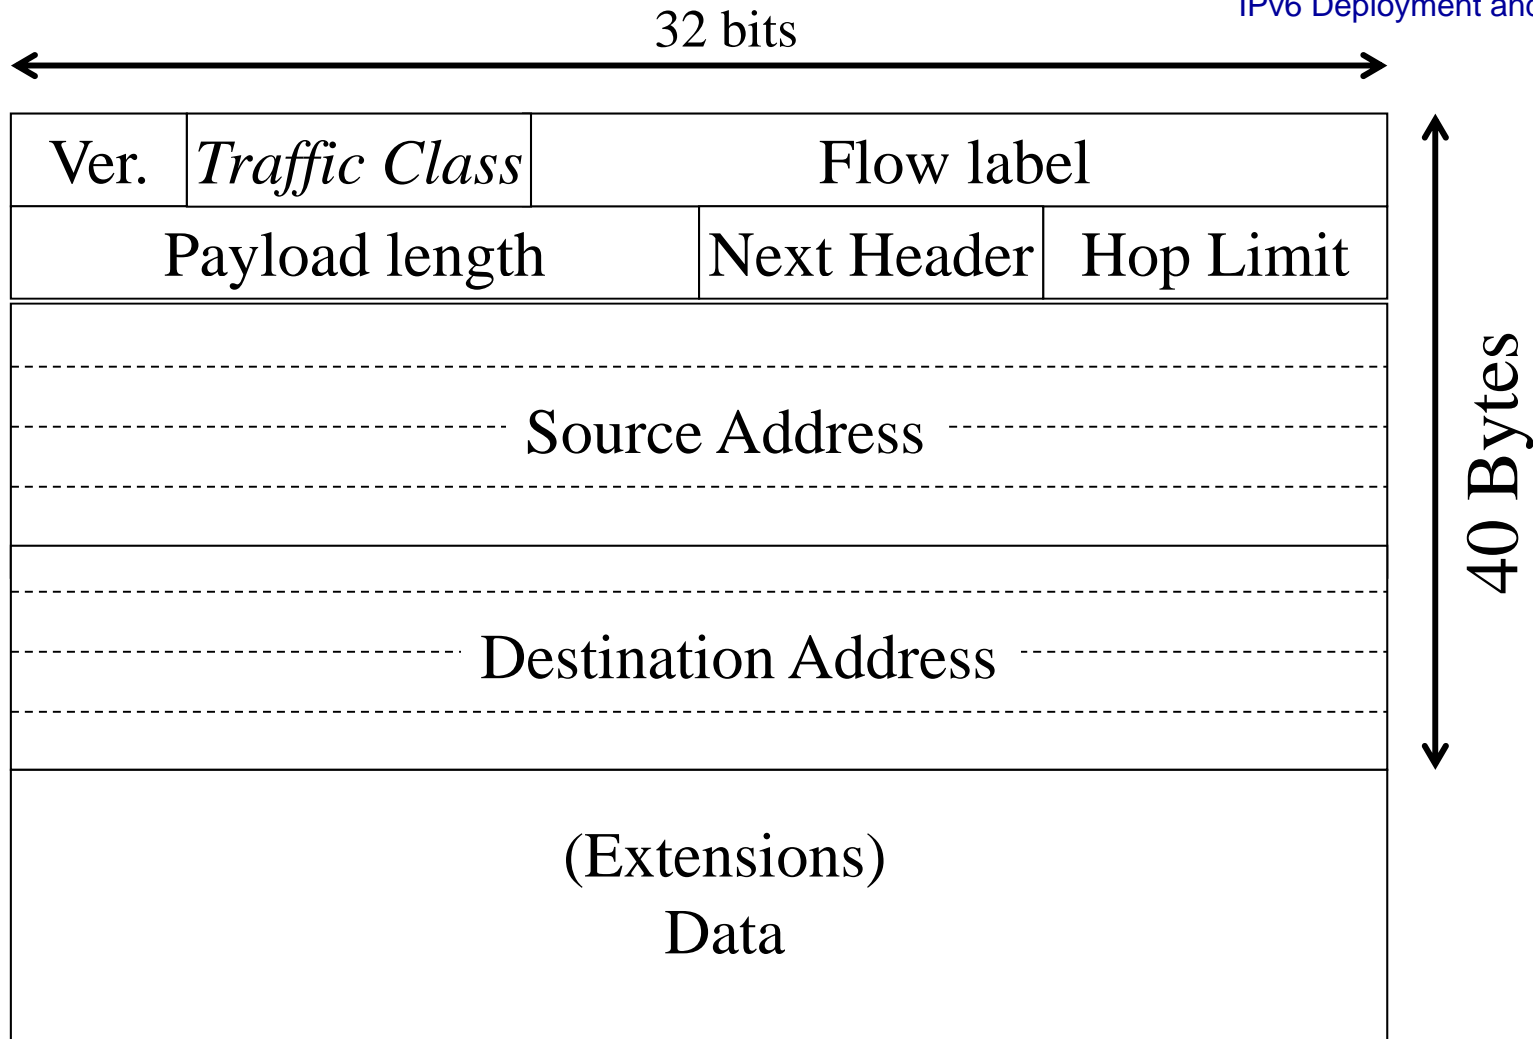 IPv6 Deployment and
32 bits
Ver. Traffic Class Flow label
Payload length Next Header Hop Limit
Source Address
40 Bytes
Destination Address
(Extensions)
Data